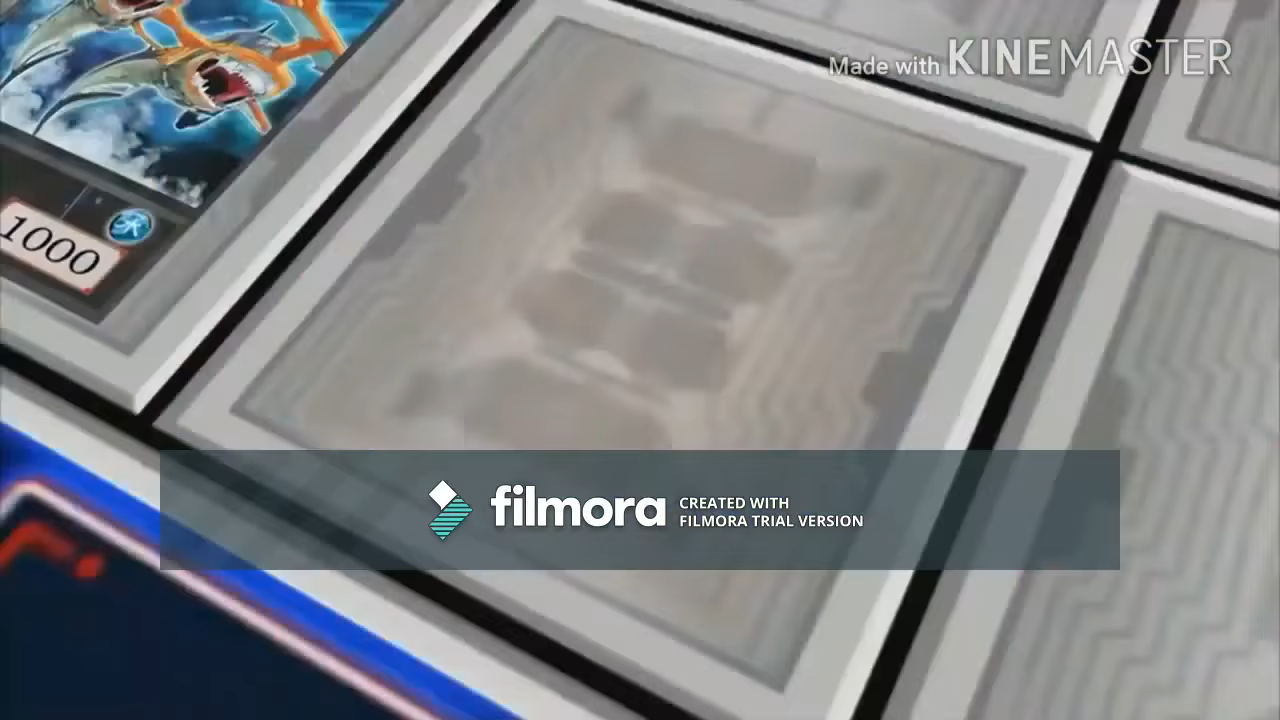 Made with KINEMASTER
1000
filmora
CREATED WITH
FILMORA TRIAL VERSION